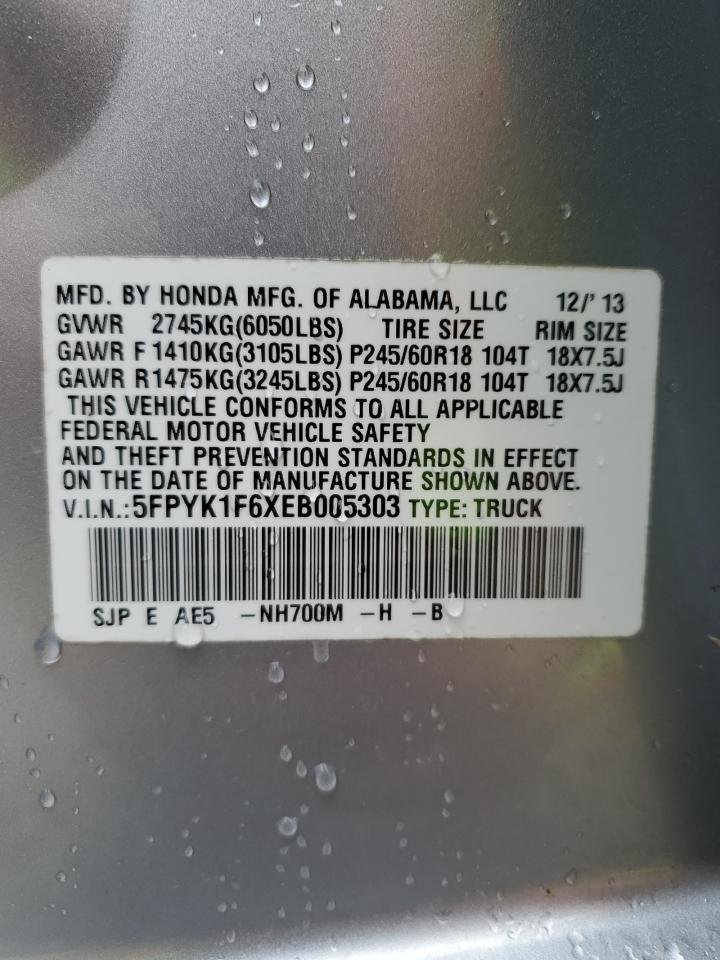 MFD. BY HONDA MFG. OF ALABAMA, LLC 12/'13
GVWR 2745KG(6050LBS) TIRE SIZE RIM SIZE
GAWR F1410KG(3105LBS) P245/60R18 104T 18X7.5J
GAWR R1475KG(3245LBS) P245/60R18 104T 18X7.5J
THIS VEHICLE CONFORMS TO ALL APPLICABLE
FEDERAL MOTOR VEHICLE SAFETY
AND THEFT PREVENTION STANDARDS IN EFFECT
ON THE DATE OF MANUFACTURE SHOWN ABOVE.
V.I.N.:5FPYK1F6XEB005303 TYPE: TRUCK
SJP E AE5 -NH700M -H -B